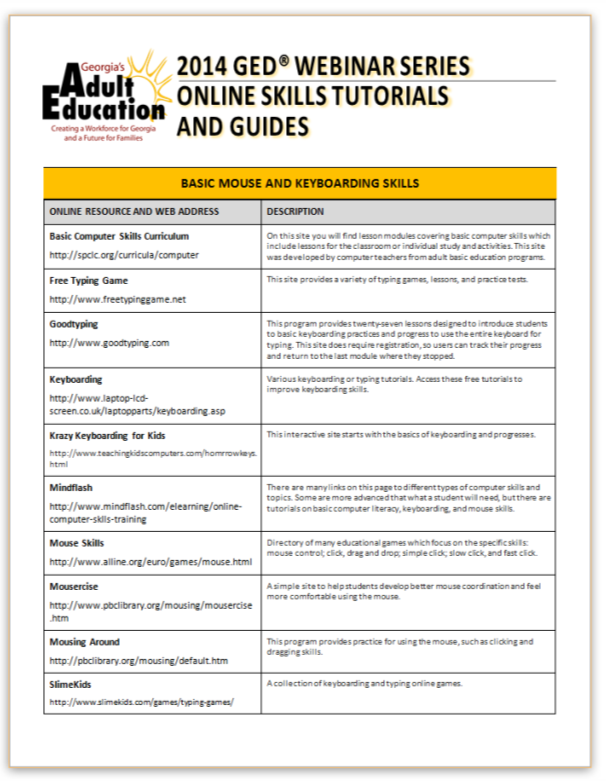 Georgia's
Adult
Education
Creating a Workforce for Georgia
and a Future for Families
2014 GED® WEBINAR SERIES
ONLINE SKILLS TUTORIALS
AND GUIDES
BASIC MOUSE AND KEYBOARDING SKILLS
ONLINE RESOURCE AND WEB ADDRESS
DESCRIPTION
Basic Computer Skills Curriculum
http://spclc.org/curricula/computer
On this site you will find lesson modules covering basic computer skills which
include lessons for the classroom or individual study and activities. This site
was developed by computer teachers from adult basic education programs.
Free Typing Game
http://www.freetypinggame.net
This site provides a variety of typing games, lessons, and practice tests.
Goodtyping
http://www.goodtyping.com
This program provides twenty-seven lessons designed to introduce students
to basic keyboarding practices and progress to use the entire keyboard for
typing. This site does require registration, so users can track their progress
and return to the last module where they stopped.
Keyboarding
http://www.laptop-lcd-
screen.co.uk/laptopparts/keyboarding.asp
Various keyboarding or typing tutorials. Access these free tutorials to
improve keyboarding skills.
Krazy Keyboarding for Kids
http://www.teachingkidscomputers.com/homrrowkeys.
html
This interactive site starts with the basics of keyboarding and progresses.
Mindflash
http://www.mindflash.com/elearning/online-
computer-sklls-training
There are many links on this page to different types of computer skills and
topics. Some are more advanced that what a student will need, but there are
tutorials on basic computer literacy, keyboarding, and mouse skills.
Mouse Skills
http://www.alline.org/euro/games/mouse.html
Directory of many educational games which focus on the specific skills:
mouse control; click, drag and drop; simple click; slow click, and fast click.
Mousercise
http://www.pbclibrary.org/mousing/mousercise
.htm
A simple site to help students develop better mouse coordination and feel
more comfortable using the mouse.
Mousing Around
http://pbclibrary.org/mousing/default.htm
This program provides practice for using the mouse, such as clicking and
dragging skills.
SlimeKids
http://www.slimekids.com/games/typing-games/
A collection of keyboarding and typing online games.